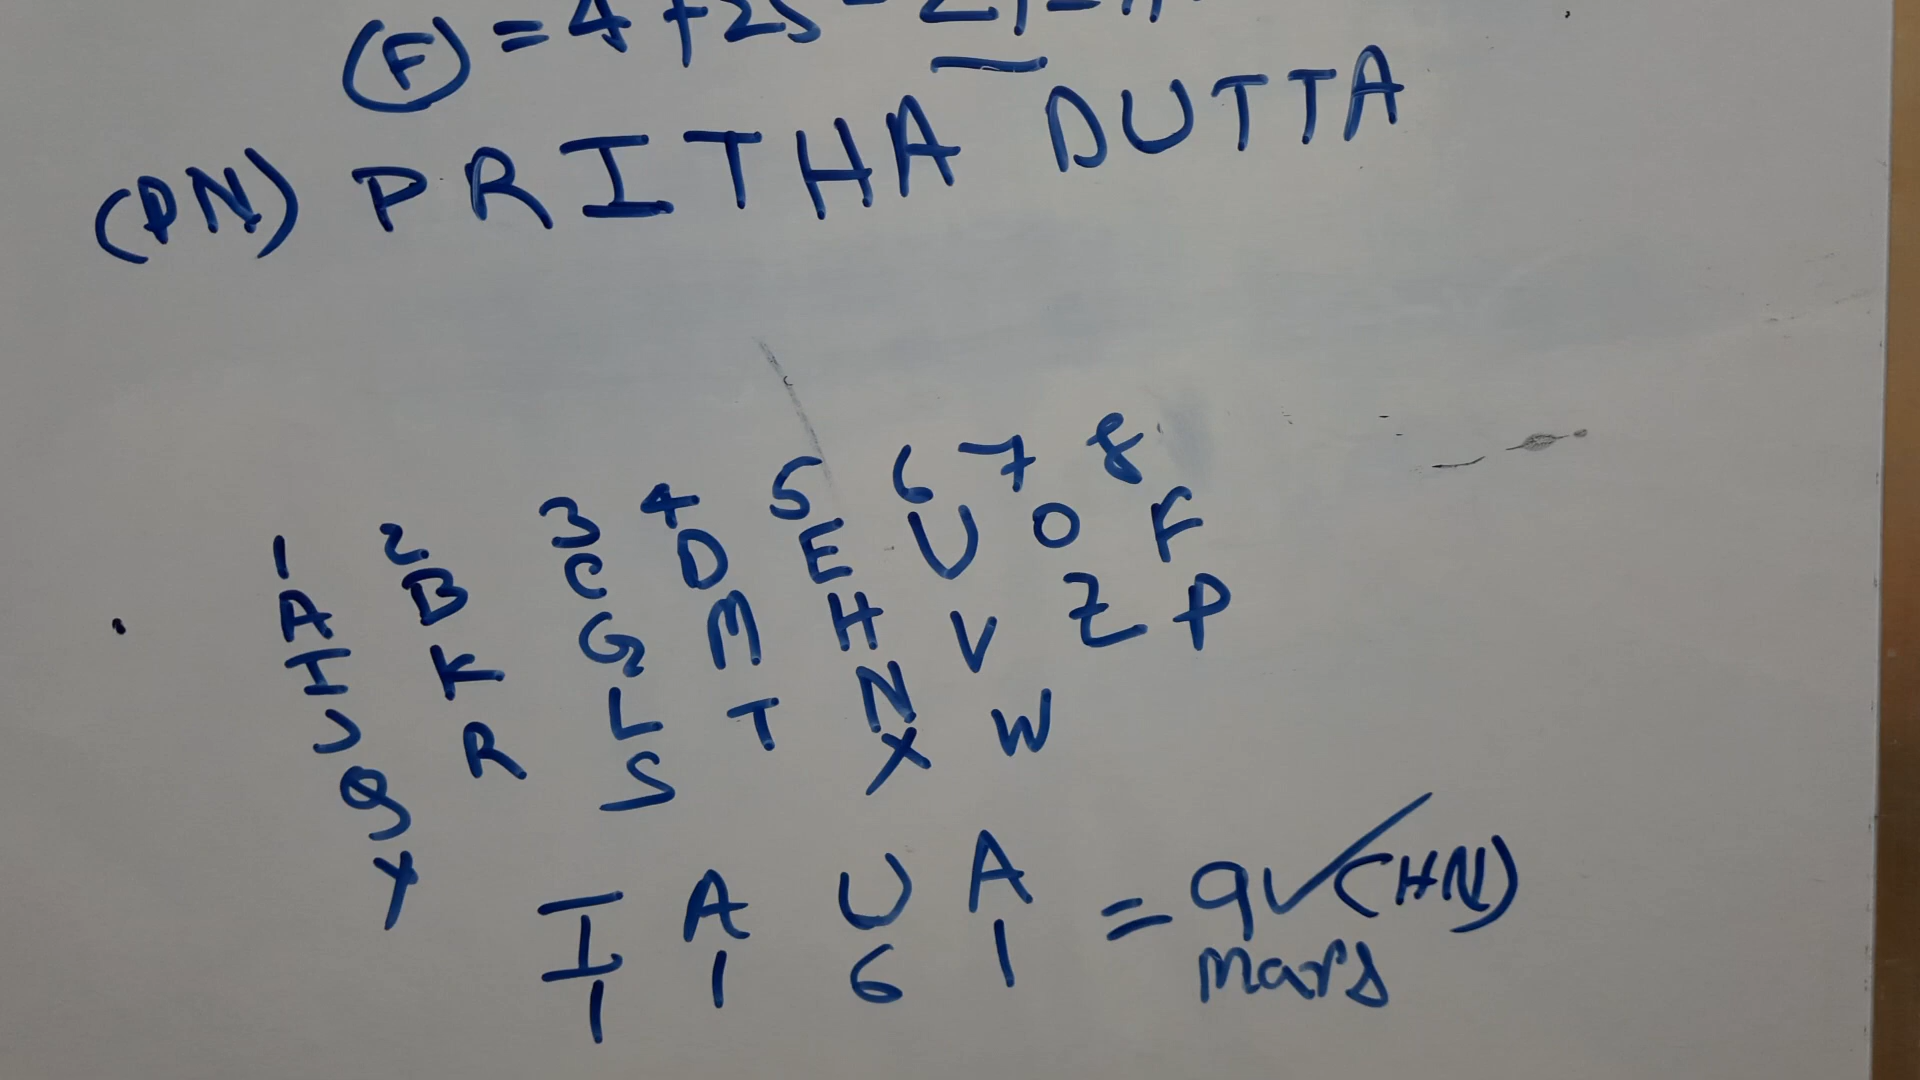 (F) = 4 + 25
(PN) PRITHA DUTTA
1 2 3 4 5 6 7 8
A B C D E U O F
I K G M H V Z P
J R L T N W
Q S X
Y
I A U A = 9 ✓ (HN)
1 1 6 1 Mars